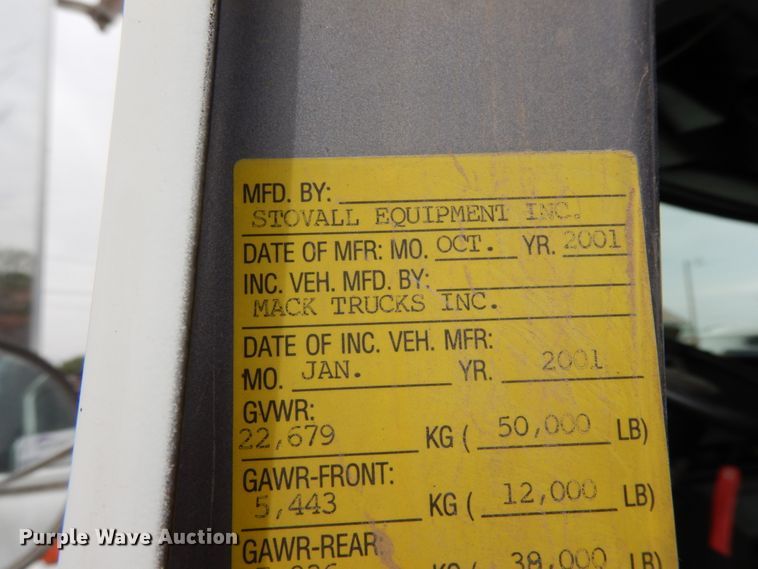 MFD. BY:
STOVALL EQUIPMENT INC.
DATE OF MFR: MO. OCT. YR. 2001
INC. VEH. MFD. BY:
MACK TRUCKS INC.
DATE OF INC. VEH. MFR:
MO. JAN. YR. 2001
GVWR:
22,679 KG ( 50,000 LB)
GAWR-FRONT:
5,443 KG ( 12,000 LB)
GAWR-REAR
KG ( 38,000 LB)
Purple Wave Auction